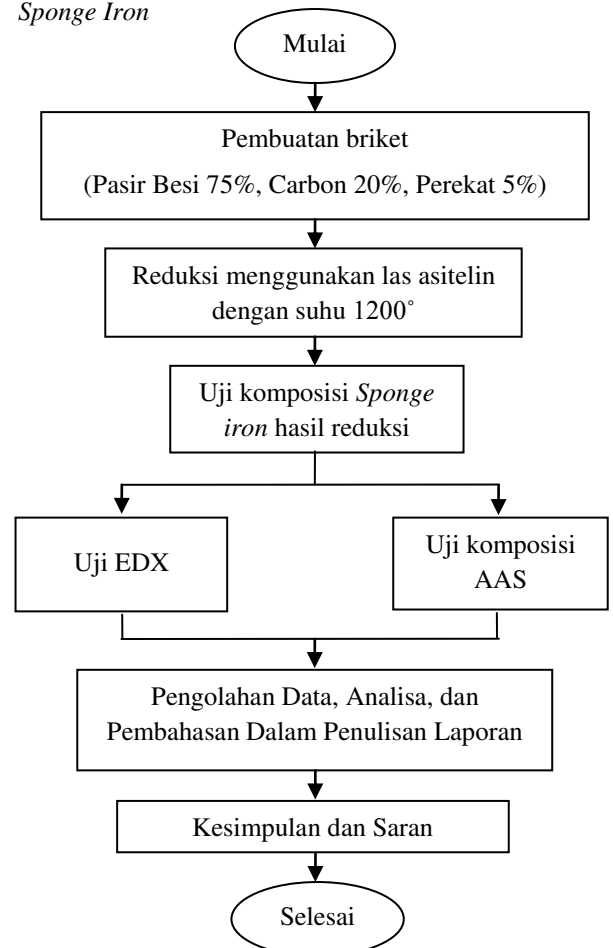 Sponge Iron
Mulai
Pembuatan briket
(Pasir Besi 75%, Carbon 20%, Perekat 5%)
Reduksi menggunakan las asitelin
dengan suhu 1200˚
Uji komposisi Sponge
iron hasil reduksi
Uji EDX
Uji komposisi
AAS
Pengolahan Data, Analisa, dan
Pembahasan Dalam Penulisan Laporan
Kesimpulan dan Saran
Selesai